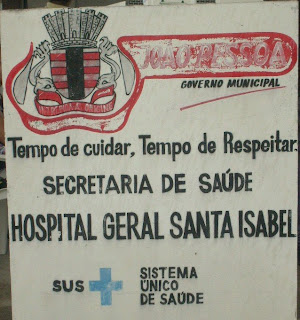 JOÃO PESSOA
GOVERNO MUNICIPAL
Tempo de cuidar, Tempo de Respeitar.
SECRETARIA DE SAÚDE
HOSPITAL GERAL SANTA ISABEL
SUS
SISTEMA
ÚNICO
DE SAÚDE